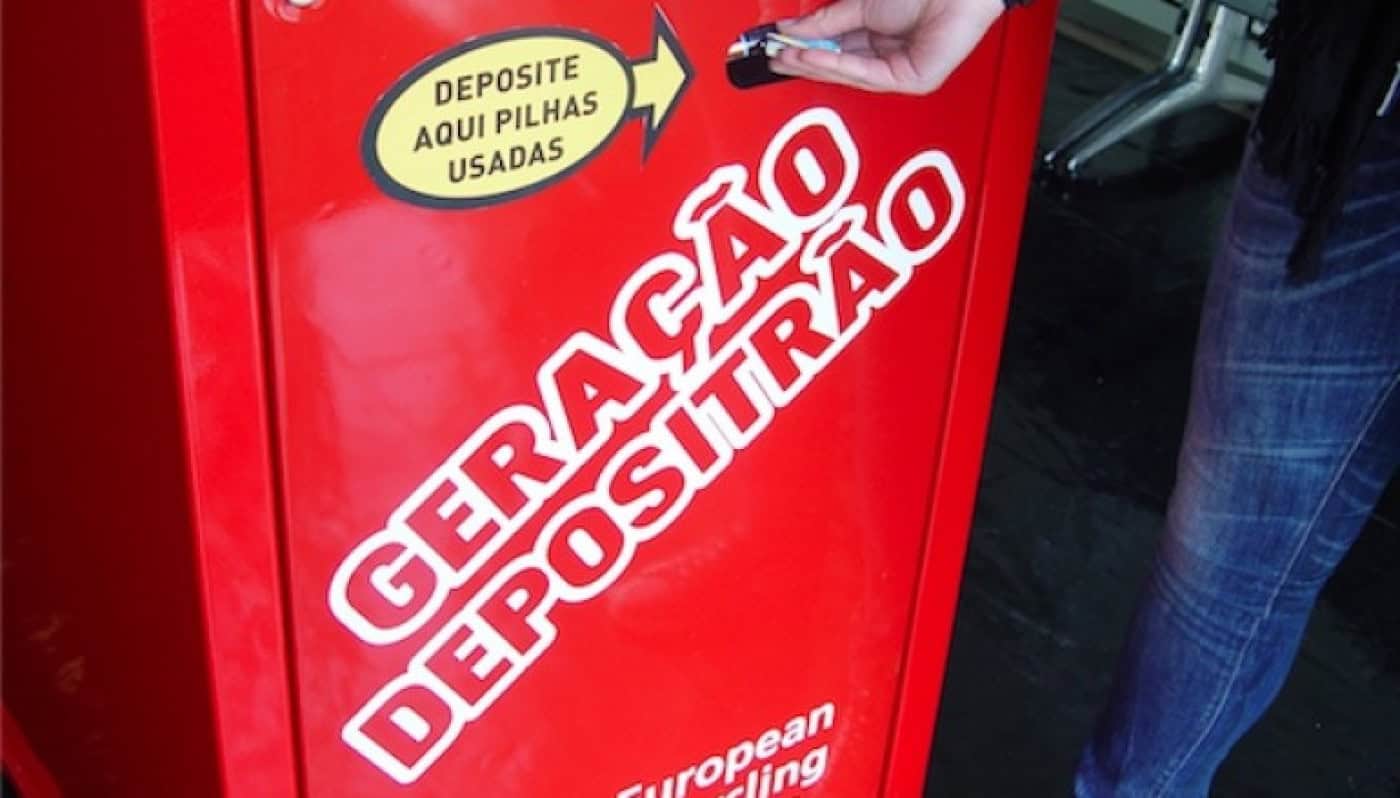 DEPOSITE
AQUI PILHAS
USADAS
GERAÇÃO
DEPOSITRÃO
European